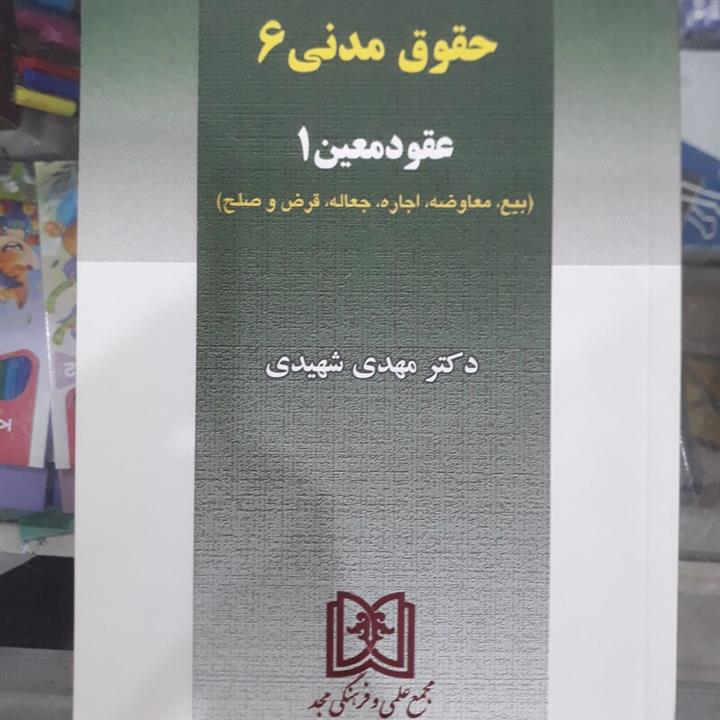 حقوق مدنی ۶
عقود معین ۱
(بیع، معاوضه، اجاره، جعاله، قرض و صلح)
دکتر مهدی شهیدی
مجمع علمی و فرهنگی مجد